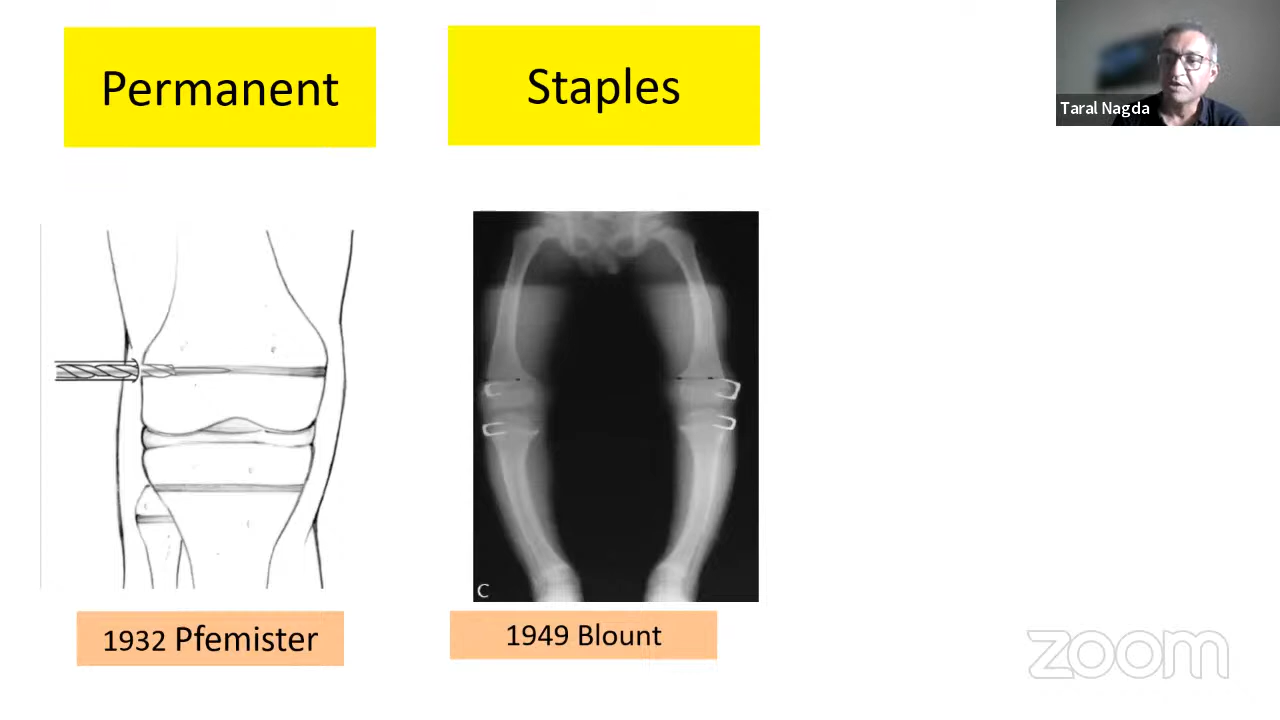 Permanent
Staples
Taral Nagda
C
1932 Pfemister
1949 Blount
zoom